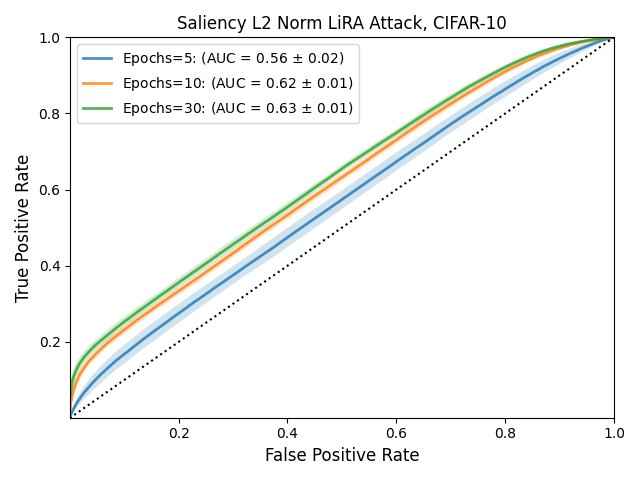 Saliency L2 Norm LiRA Attack, CIFAR-10
1.0
Epochs=5: (AUC = 0.56 ± 0.02)
Epochs=10: (AUC = 0.62 ± 0.01)
Epochs=30: (AUC = 0.63 ± 0.01)
0.8
0.6
0.4
0.2
True Positive Rate
0.2 0.4 0.6 0.8 1.0
False Positive Rate